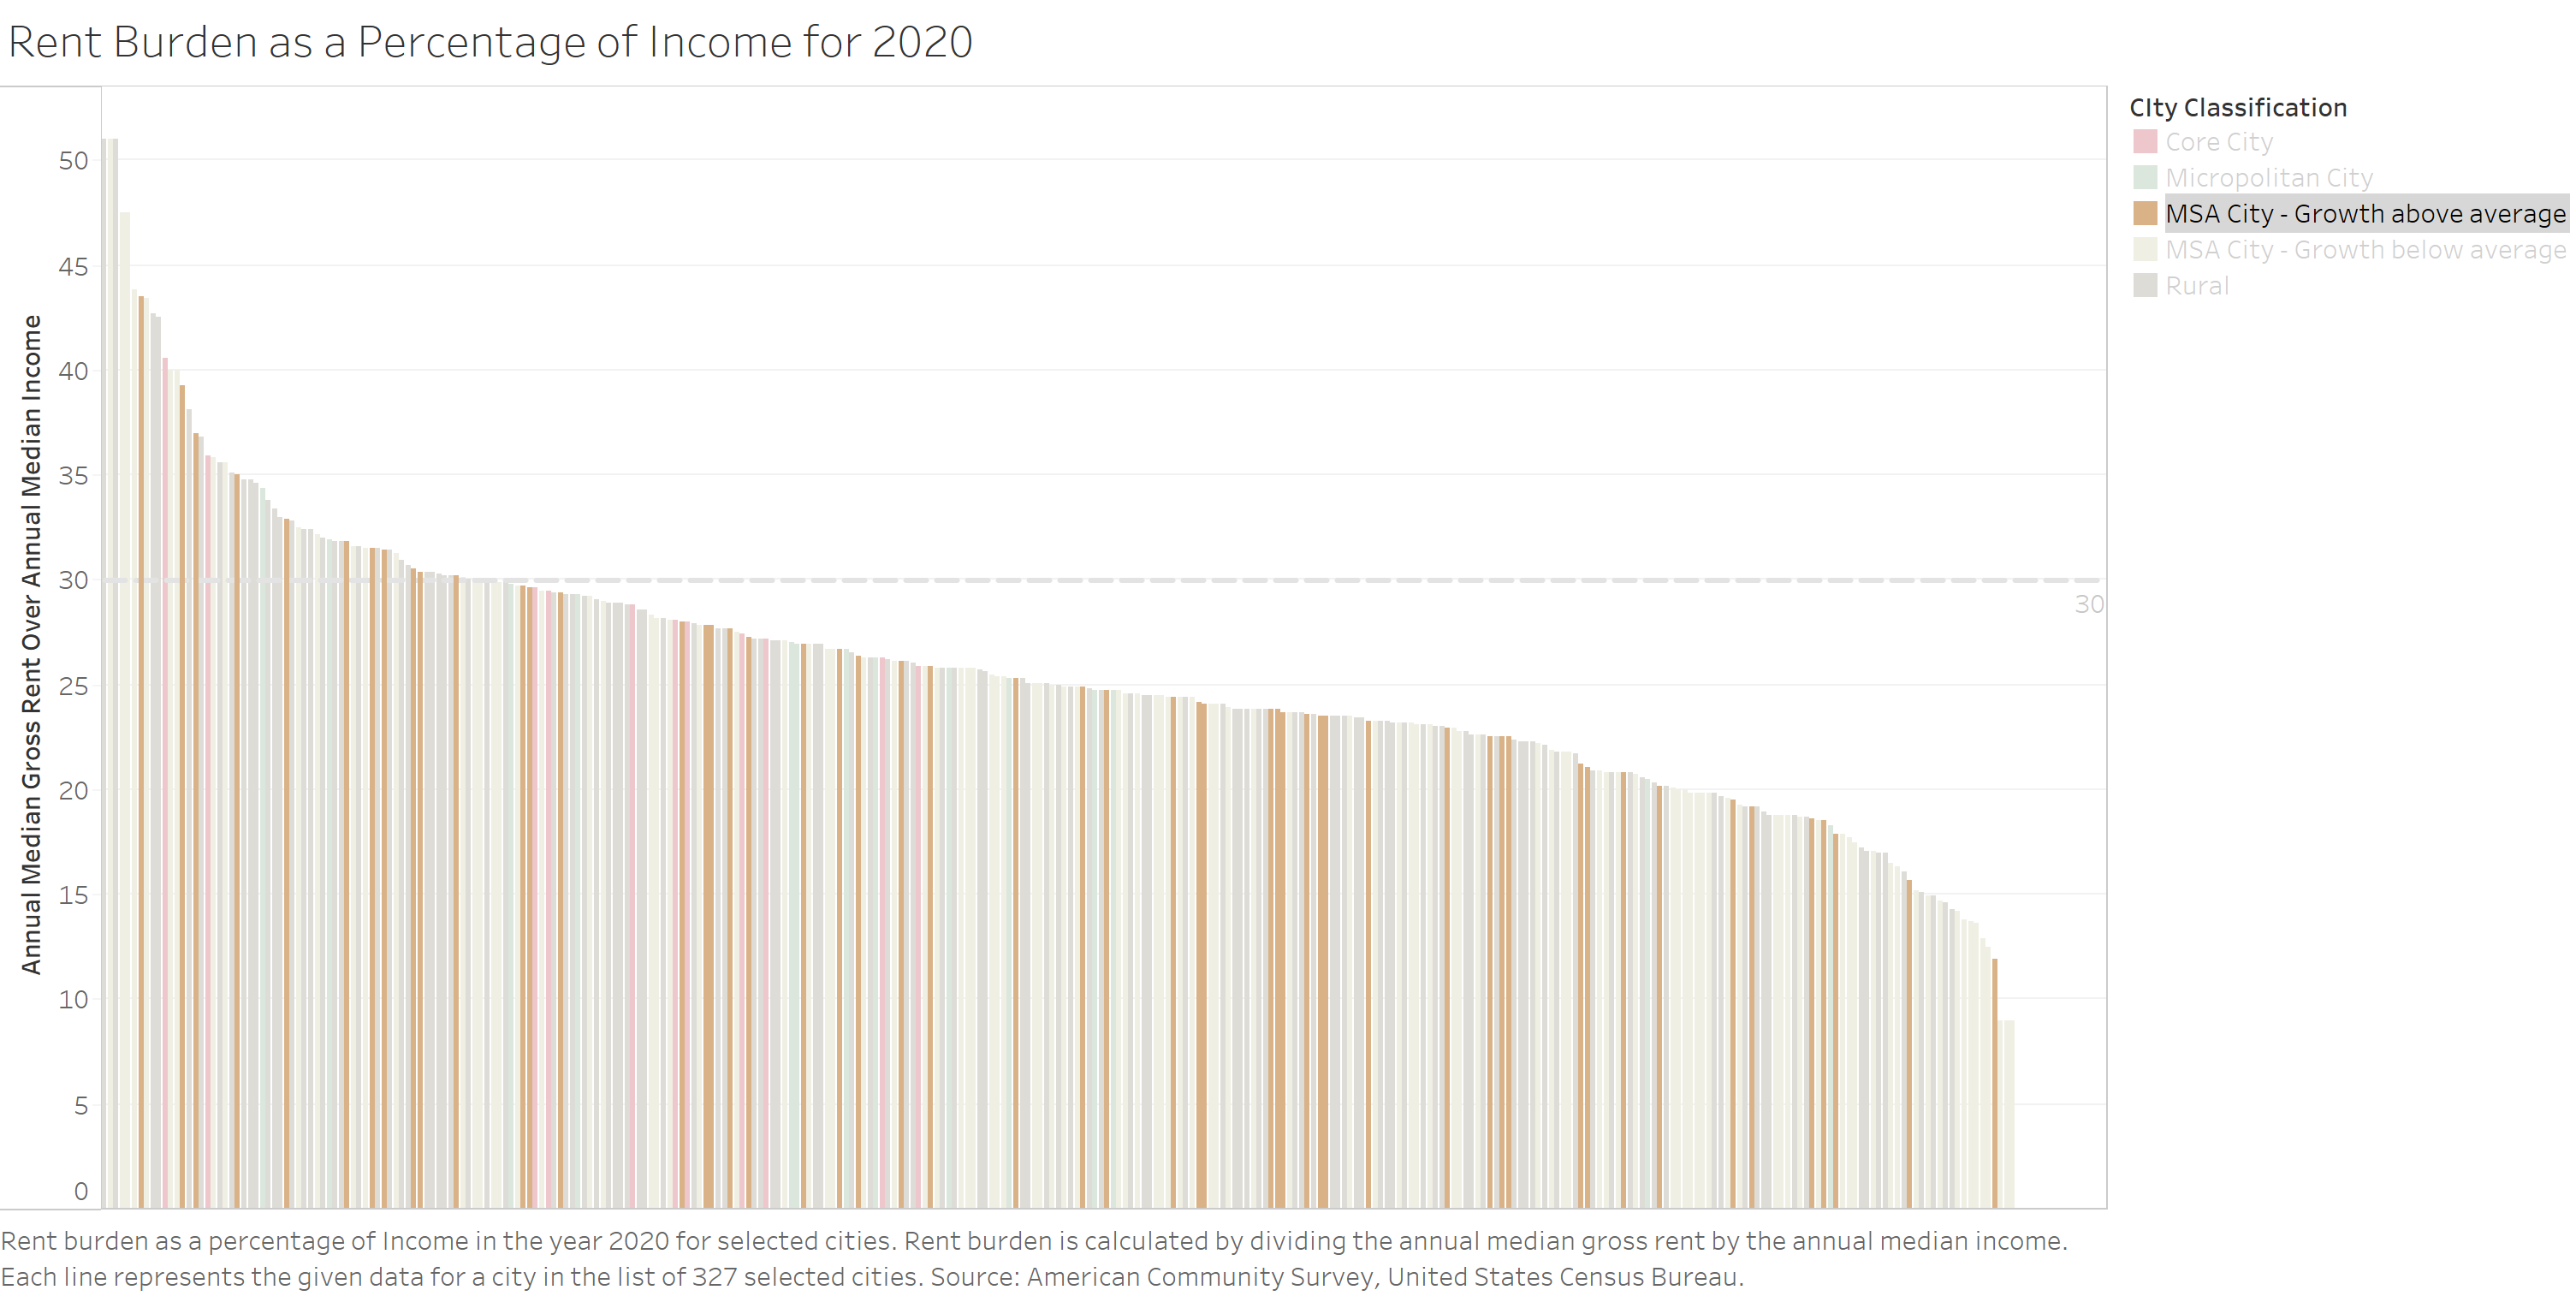 Rent Burden as a Percentage of Income for 2020
CIty Classification
Core City
Micropolitan City
MSA City - Growth above average
MSA City - Growth below average
Rural
Annual Median Gross Rent Over Annual Median Income
50
45
40
35
30
25
20
15
10
5
0
30
Rent burden as a percentage of Income in the year 2020 for selected cities. Rent burden is calculated by dividing the annual median gross rent by the annual median income.
Each line represents the given data for a city in the list of 327 selected cities. Source: American Community Survey, United States Census Bureau.